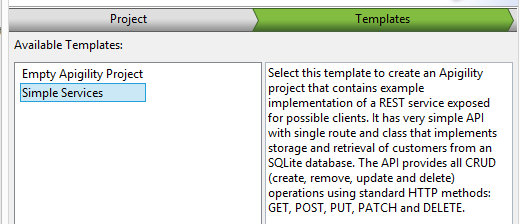 Project
Templates
Available Templates:
Empty Apigility Project
Simple Services
Select this template to create an Apigility
project that contains example
implementation of a REST service exposed
for possible clients. It has very simple API
with single route and class that implements
storage and retrieval of customers from an
SQLite database. The API provides all CRUD
(create, remove, update and delete)
operations using standard HTTP methods:
GET, POST, PUT, PATCH and DELETE.